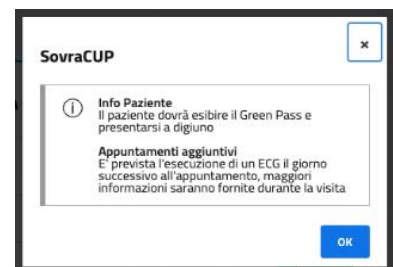 SovraCUP
×
Info Paziente
Il paziente dovrà esibire il Green Pass e
presentarsi a digiuno
Appuntamenti aggiuntivi
E' prevista l'esecuzione di un ECG il giorno
successivo all'appuntamento, maggiori
informazioni saranno fornite durante la visita
OK